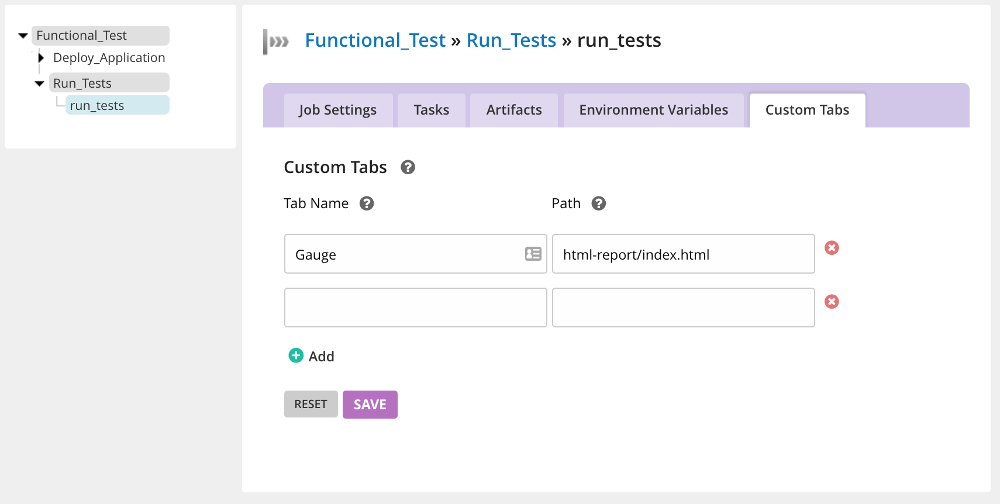 Functional_Test
Deploy_Application
Run_Tests
run_tests
Functional_Test » Run_Tests » run_tests
Job Settings Tasks Artifacts Environment Variables Custom Tabs
Custom Tabs
Tab Name Path
Gauge html-report/index.html
Add
RESET SAVE